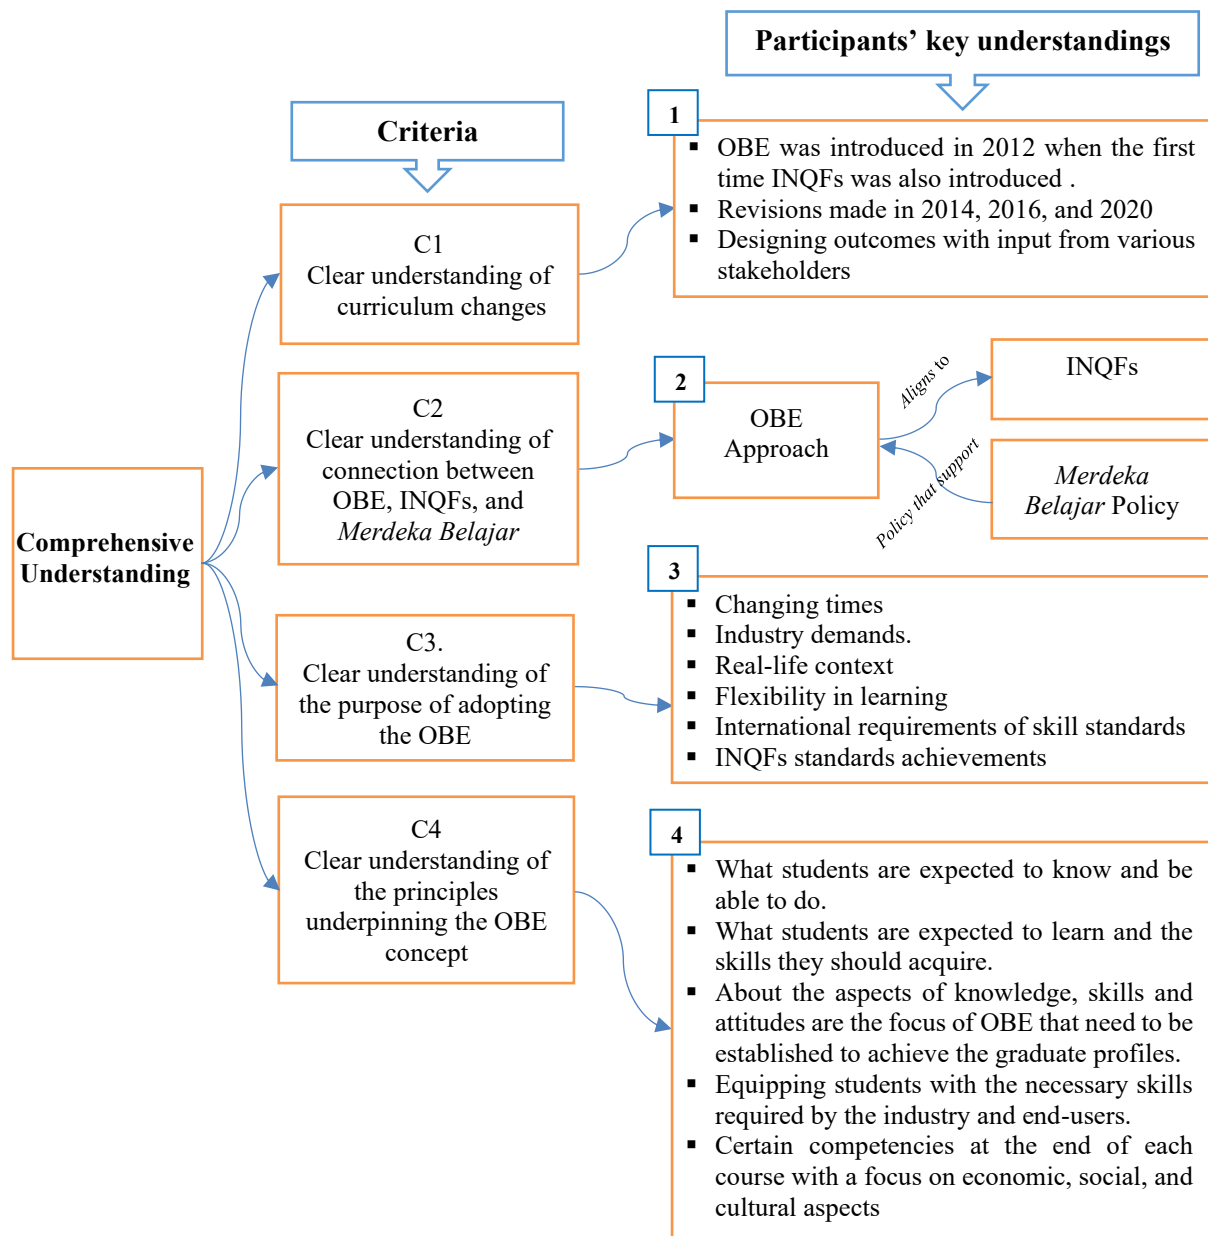 Participants’ key understandings
Criteria
Comprehensive
Understanding
C1
Clear understanding of
curriculum changes
1
▪ OBE was introduced in 2012 when the first
time INQFs was also introduced .
▪ Revisions made in 2014, 2016, and 2020
▪ Designing outcomes with input from various
stakeholders
C2
Clear understanding of
connection between
OBE, INQFs, and
Merdeka Belajar
2
OBE
Approach
Aligns to
INQFs
Policy that support
Merdeka
Belajar Policy
C3.
Clear understanding of
the purpose of adopting
the OBE
3
▪ Changing times
▪ Industry demands.
▪ Real-life context
▪ Flexibility in learning
▪ International requirements of skill standards
▪ INQFs standards achievements
C4
Clear understanding of
the principles
underpinning the OBE
concept
4
▪ What students are expected to know and be
able to do.
▪ What students are expected to learn and the
skills they should acquire.
▪ About the aspects of knowledge, skills and
attitudes are the focus of OBE that need to be
established to achieve the graduate profiles.
▪ Equipping students with the necessary skills
required by the industry and end-users.
▪ Certain competencies at the end of each
course with a focus on economic, social, and
cultural aspects